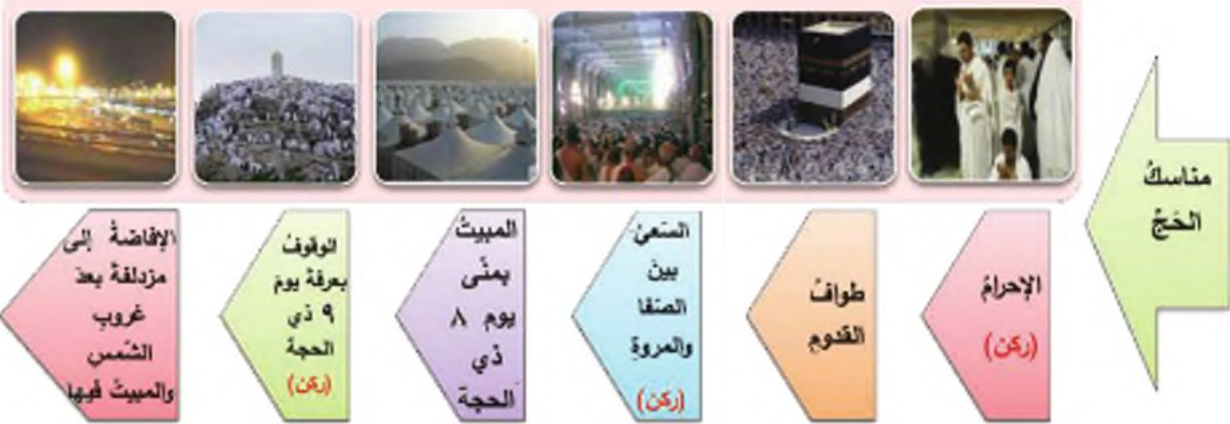 مناسكُ
الحَجِّ
الإحرامُ
(ركن)
طوافُ
القدومِ
السّعيُ
بينَ
الصّفا
والمروةِ
(ركن)
المبيتُ
بمنًى
يوم ٨
ذي
الحجة
الوقوفُ
بعرفةَ يومَ
٩ ذي
الحجة
(ركن)
الإفاضةُ إلى
مزدلفةَ بعدَ
غروبِ
الشّمسِ
والمبيتُ فيها